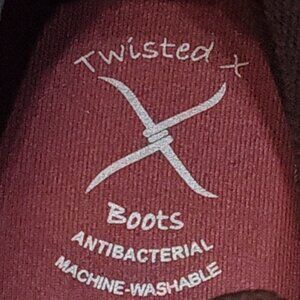 Twisted X
Boots
ANTIBACTERIAL
MACHINE-WASHABLE